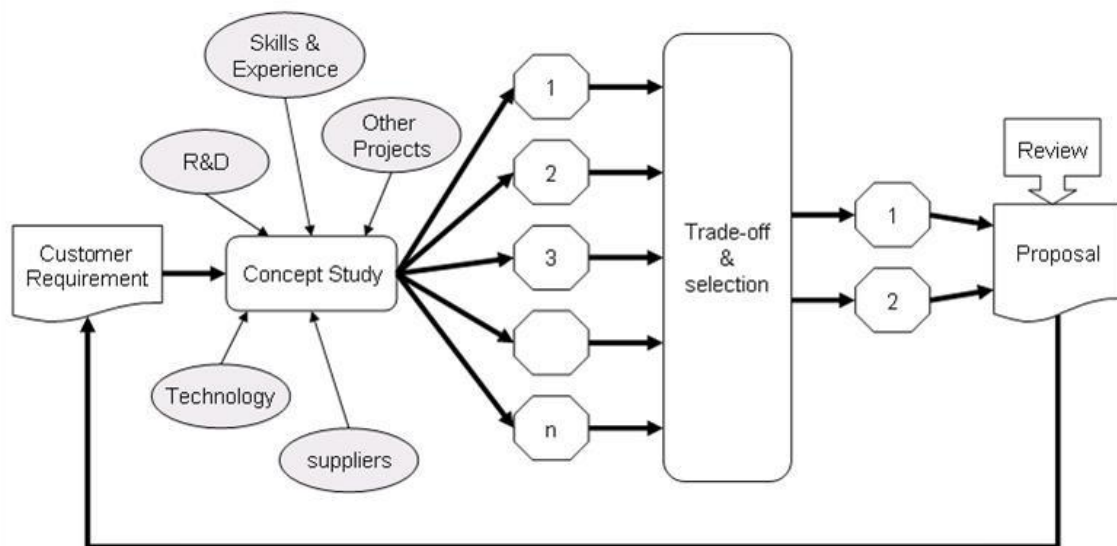 Skills &
Experience
Other
Projects
R&D
Customer
Requirement
Concept Study
Technology
suppliers
1
2
3
n
Trade-off
&
selection
1
2
Review
Proposal